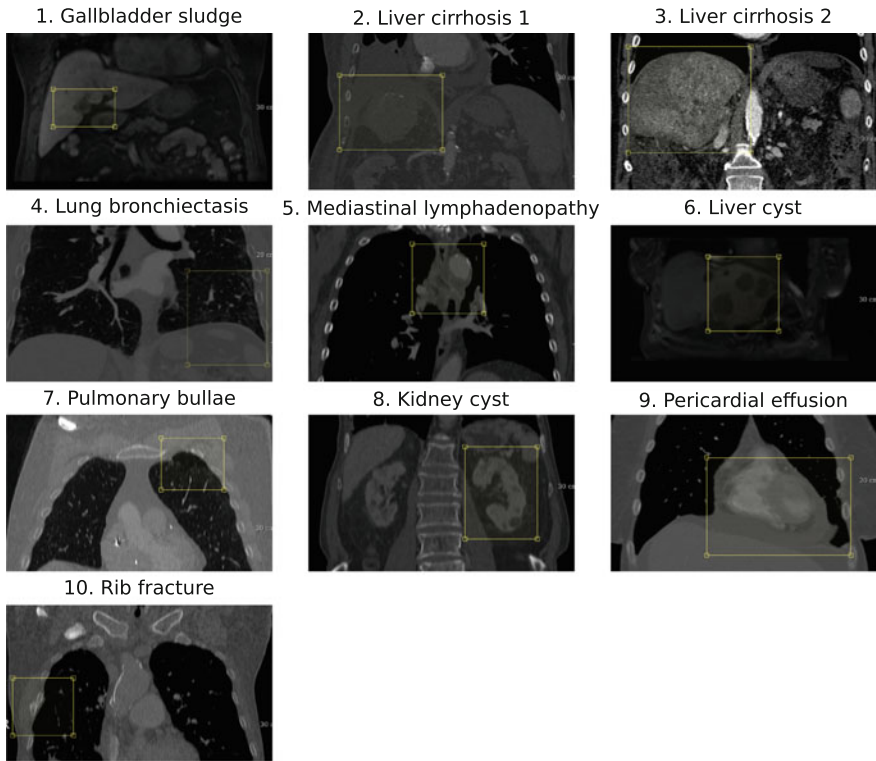 1. Gallbladder sludge
2. Liver cirrhosis 1
3. Liver cirrhosis 2
4. Lung bronchiectasis
5. Mediastinal lymphadenopathy
6. Liver cyst
7. Pulmonary bullae
8. Kidney cyst
9. Pericardial effusion
10. Rib fracture